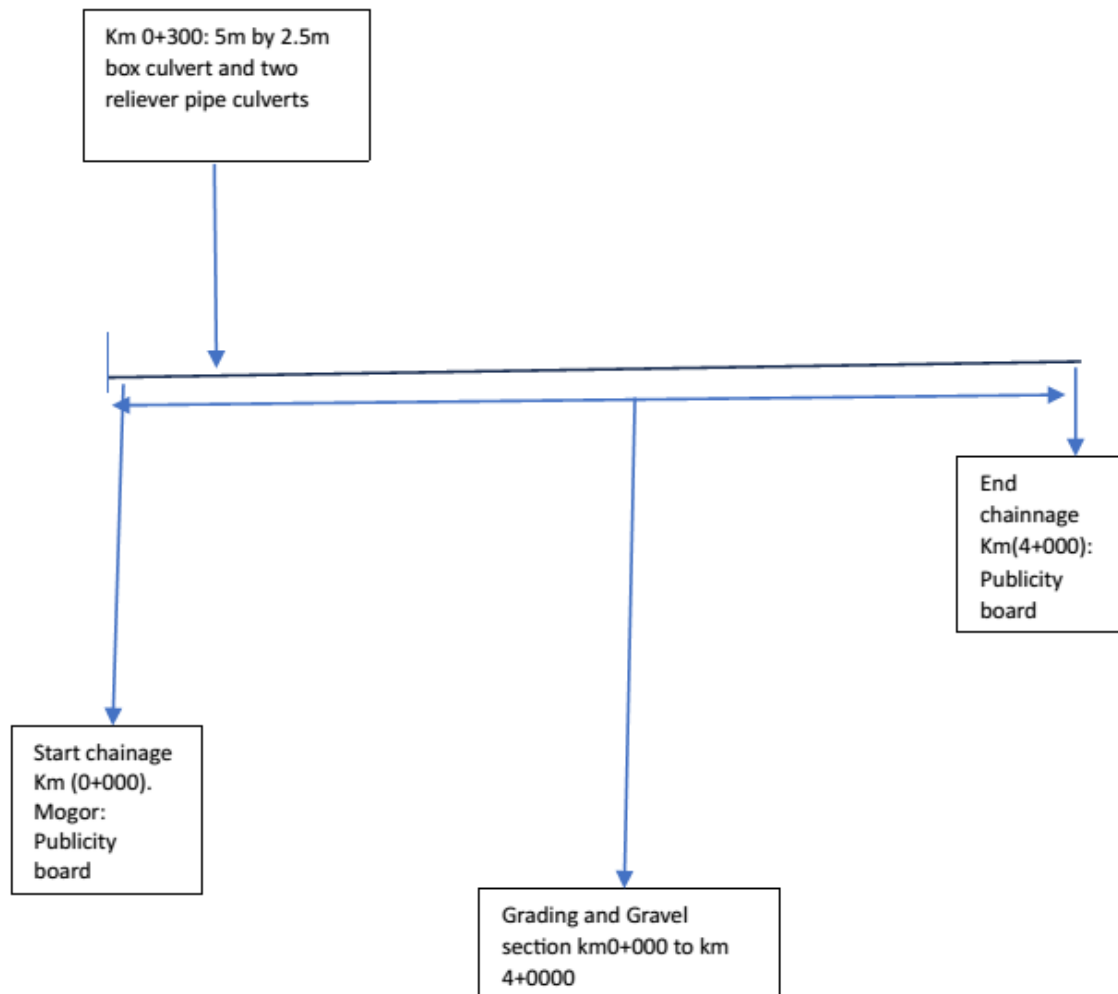 Km 0+300: 5m by 2.5m
box culvert and two
reliever pipe culverts
End
chainnage
Km(4+000):
Publicity
board
Start chainage
Km (0+000).
Mogor:
Publicity
board
Grading and Gravel
section km0+000 to km
4+0000